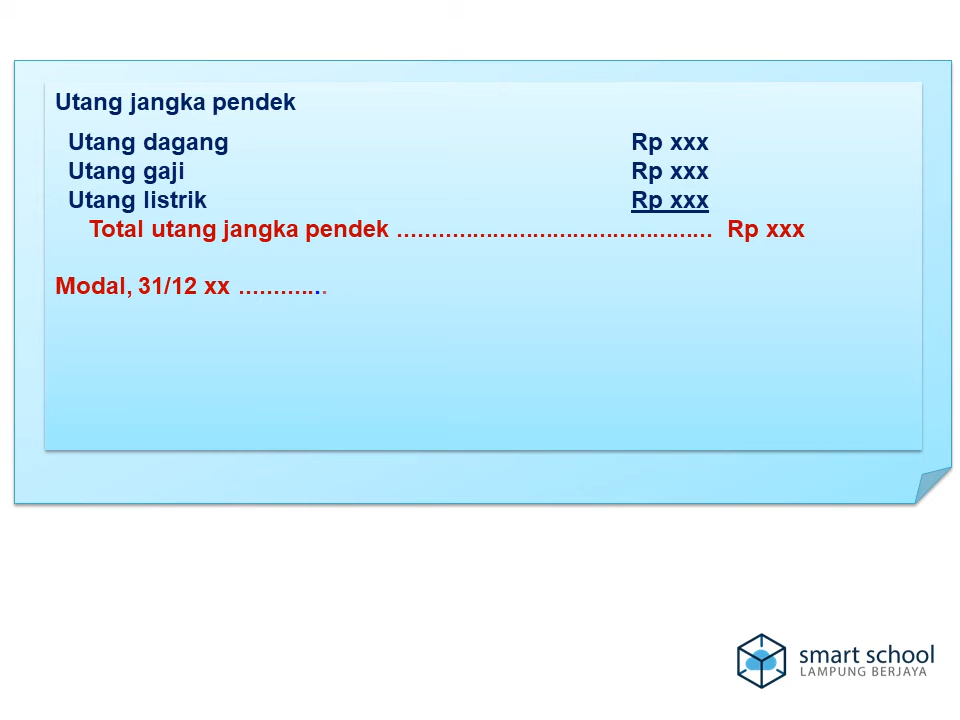 Utang jangka pendek
Utang dagang Rp xxx
Utang gaji Rp xxx
Utang listrik Rp xxx
Total utang jangka pendek .............................................. Rp xxx
Modal, 31/12 xx .............
smart school
LAMPUNG BERJAYA